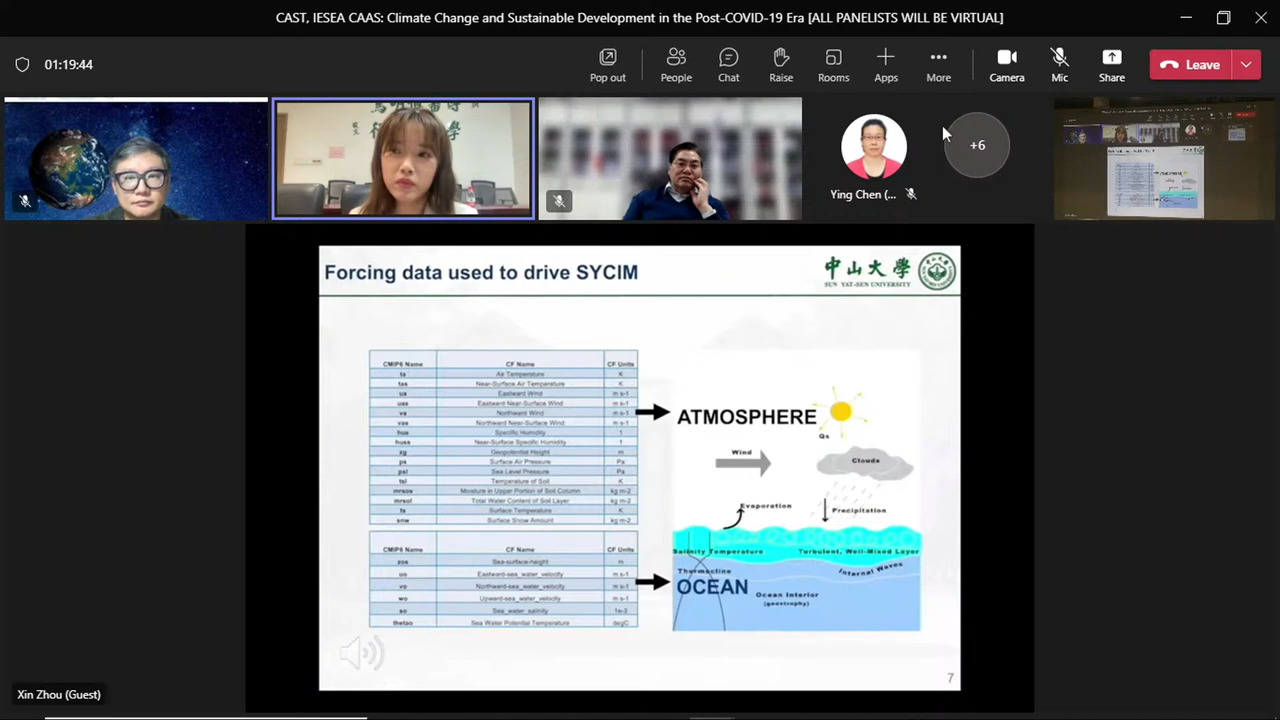 CAST, IESEA CAAS: Climate Change and Sustainable Development in the Post-COVID-19 Era [ALL PANELISTS WILL BE VIRTUAL]
01:19:44
Pop out
People
Chat
Raise
Rooms
Apps
More
Camera
Mic
Share
Leave
Ying Chen (...
+6
Forcing data used to drive SYCIM
中山大學
SUN YAT-SEN UNIVERSITY
CMIP6 Name CF Name CF Units
ta Air Temperature K
tas Near-Surface Air Temperature K
ua Eastward Wind m s-1
uas Eastward Near-Surface Wind m s-1
va Northward Wind m s-1
vas Northward Near-Surface Wind m s-1
hus Specific Humidity 1
huss Near-Surface Specific Humidity 1
zg Geopotential Height m
ps Surface Air Pressure Pa
psl Sea Level Pressure Pa
tsl Temperature of Soil K
mrsos Moisture in Upper Portion of Soil Column kg m-2
mrsol Total Water Content of Soil Layer kg m-2
ts Surface Temperature K
snw Surface Snow Amount kg m-2
CMIP6 Name CF Name CF Units
zos Sea-surface-height m
uo Eastward-sea_water_velocity m s-1
vo Northward-sea_water_velocity m s-1
wo Upward-sea_water_velocity m s-1
so Sea_water_salinity 1e-3
thetao Sea Water Potential Temperature degC
ATMOSPHERE
Qs
Wind
Clouds
Evaporation
Precipitation
Salinity Temperature
Turbulent, Well-Mixed Layer
Thermocline
Internal Waves
OCEAN
Ocean Interior
(geostrophy)
7
Xin Zhou (Guest)